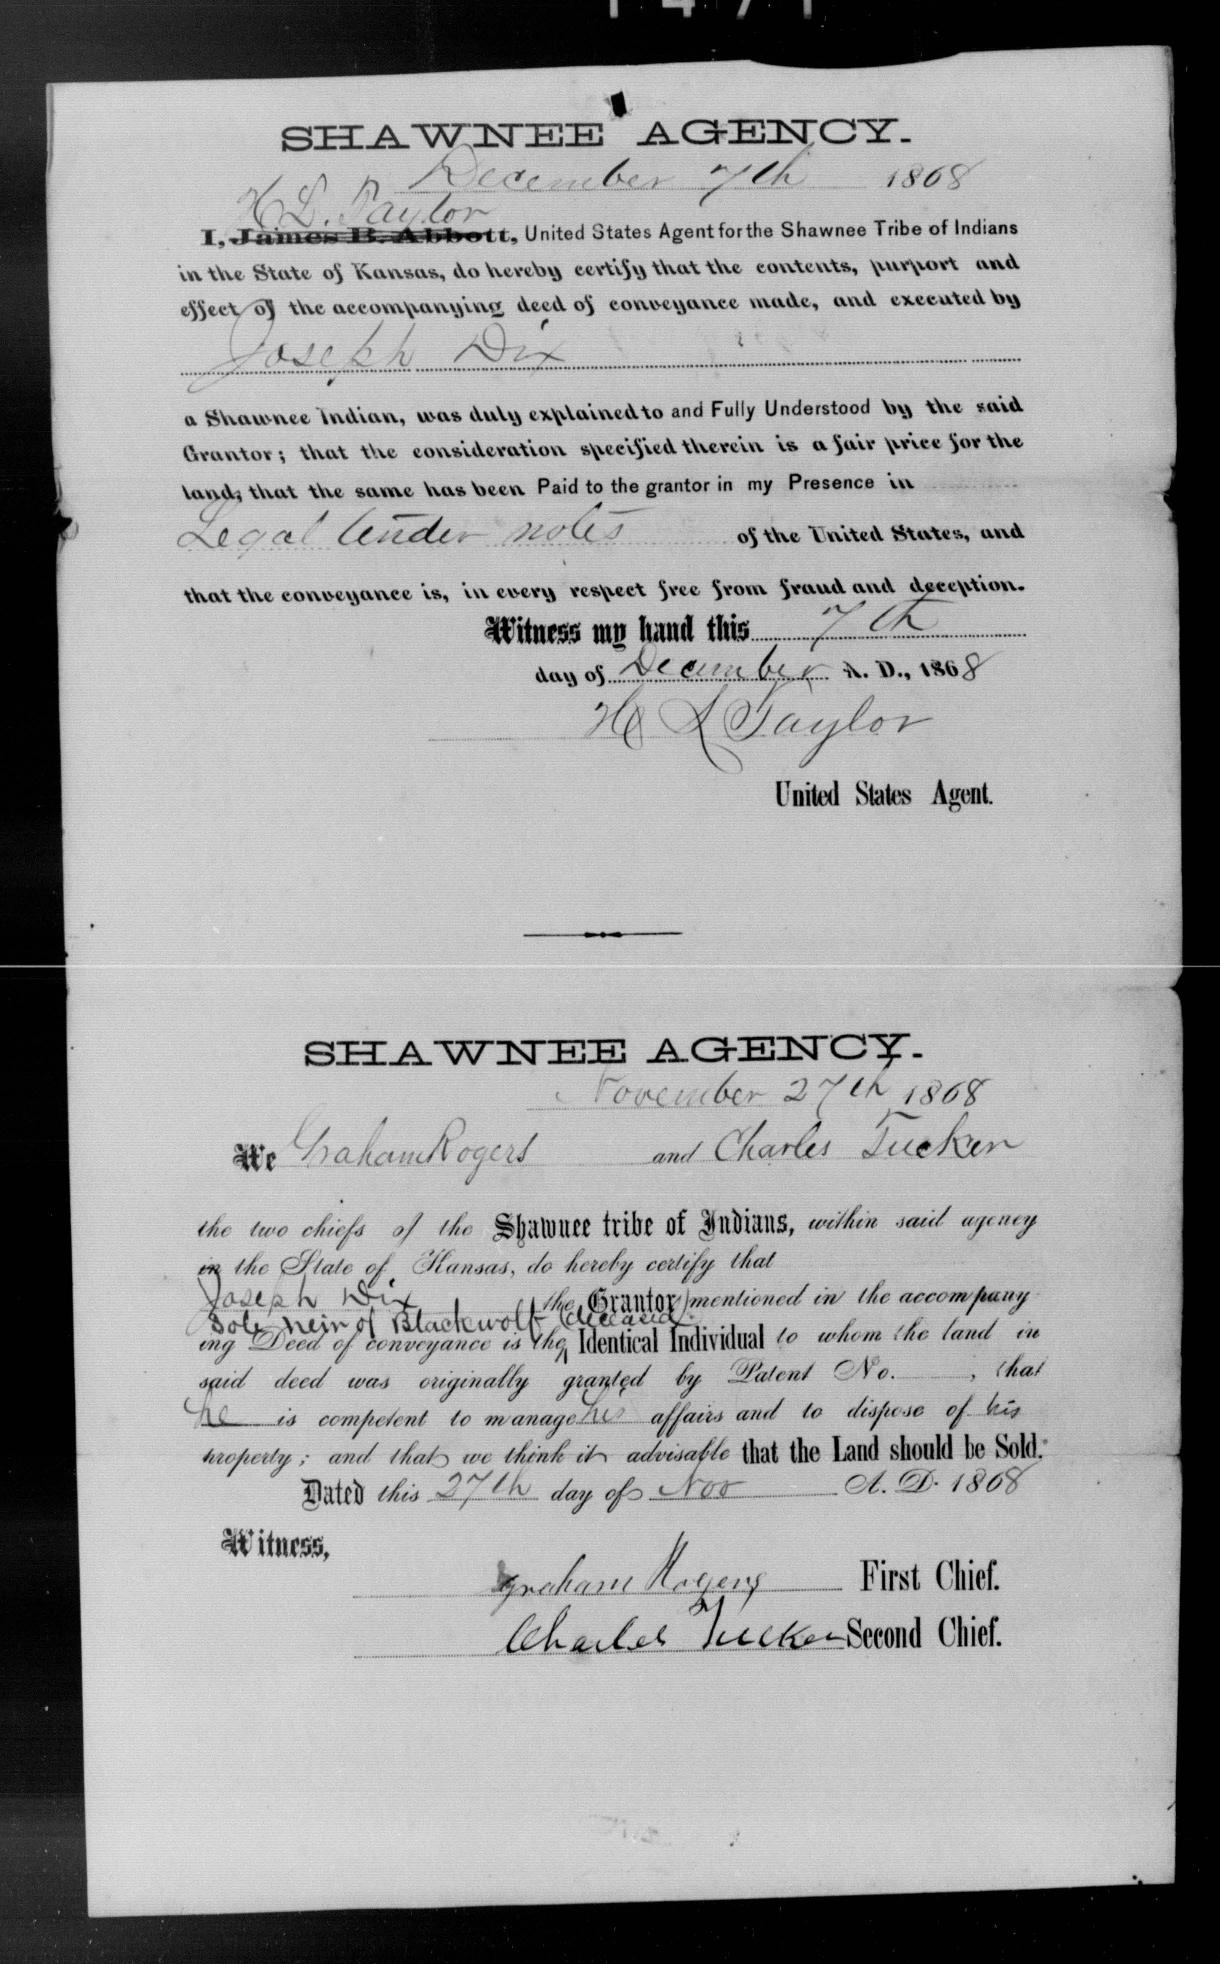 SHAWNEE AGENCY.
December 7th 1868
H L. Taylor
I, James B. Abbott, United States Agent for the Shawnee Tribe of Indians
in the State of Kansas, do hereby certify that the contents, purport and
effect of the accompanying deed of conveyance made, and executed by
Joseph Dix
a Shawnee Indian, was duly explained to and Fully Understood by the said
Grantor; that the consideration specified therein is a fair price for the
land; that the same has been Paid to the grantor in my Presence in
Legal tender notes of the United States, and
that the conveyance is, in every respect free from fraud and deception.
Witness my hand this 7th
day of December A. D., 1868
H L Taylor
United States Agent.
SHAWNEE AGENCY.
November 27th 1868
We Graham Rogers and Charles Tucker
the two chiefs of the Shawnee tribe of Indians, within said agency
in the State of Kansas, do hereby certify that
Joseph Dix the Grantor mentioned in the accompany
Sole heir of Blackwolf deceased.
ing Deed of conveyance is the Identical Individual to whom the land in
said deed was originally granted by Patent No. , that
he is competent to manage his affairs and to dispose of his
property; and that we think it advisable that the Land should be Sold.
Dated this 27th day of Nov A. D. 1868
Witness,
Graham Rogers First Chief.
Charles Tucker Second Chief.